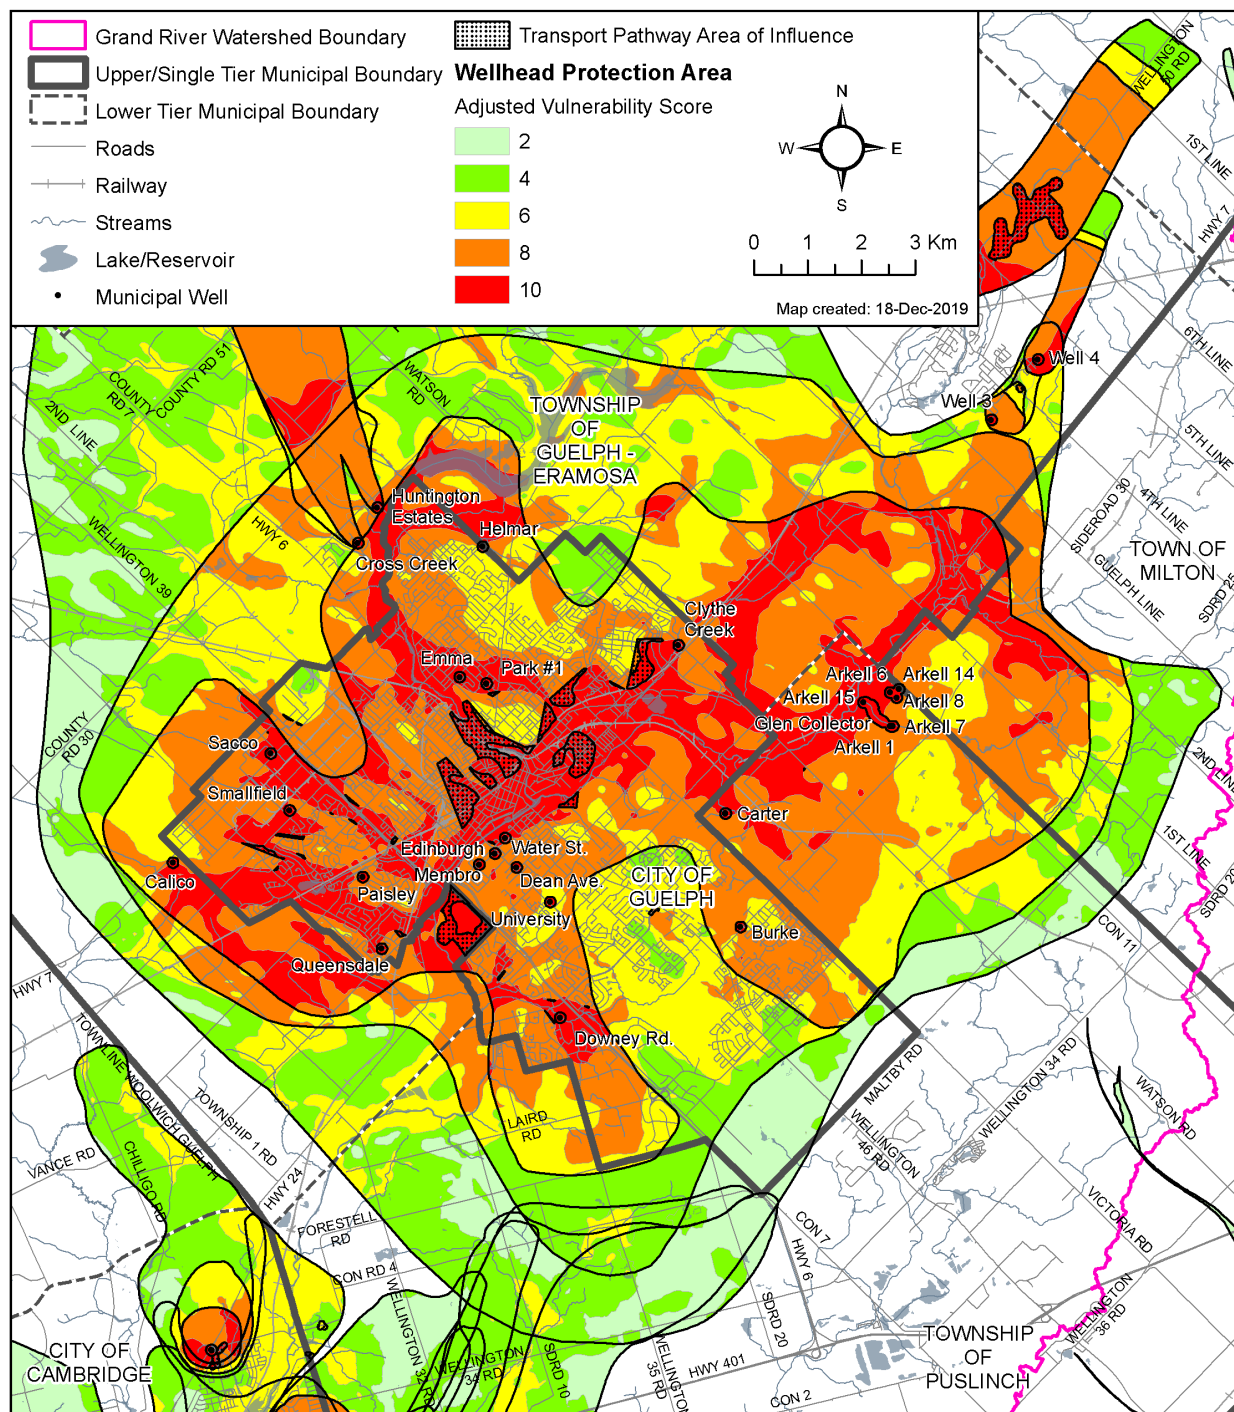 Grand River Watershed Boundary
Upper/Single Tier Municipal Boundary
Lower Tier Municipal Boundary
Roads
Railway
Streams
Lake/Reservoir
Municipal Well
Transport Pathway Area of Influence
Wellhead Protection Area
Adjusted Vulnerability Score
2
4
6
8
10
N
W
E
S
0
1
2
3 Km
Map created: 18-Dec-2019
WELLINGTON
50 RD
1ST LINE
HWY 7
6TH LINE
5TH LINE
4TH LINE
SIDEROAD 30
GUELPH LINE
TOWN OF
MILTON
SDRD 25
Well 4
Well 3
COUNTY RD 51
COUNTY
RD 7
2ND LINE
WATSON
RD
TOWNSHIP
OF
GUELPH -
ERAMOSA
WELLINGTON 39
HWY 6
Huntington
Estates
Helmar
Cross Creek
Clythe
Creek
Emma
Park #1
Arkell 6
Arkell 14
Arkell 15
Arkell 8
Glen Collector
Arkell 7
Arkell 1
COUNTY
RD 30
Sacco
Smallfield
2ND LINE
1ST LINE
SDRD 20
CON 11
Carter
Edinburgh
Water St.
Membro
Dean Ave.
Calico
Paisley
CITY OF
GUELPH
University
Burke
Queensdale
HWY 7
Downey Rd.
TOWNLINE WOOLWICH GUELPH
TOWNSHIP 1 RD
VANCE RD
CHILLIGO RD
HWY 24
LAIRD
RD
MALTBY RD
WELLINGTON 34 RD
WELLINGTON
46 RD
WATSON RD
VICTORIA RD
FORESTELL
RD
CON RD 4
CON 7
HWY 6
SDRD 20
WELLINGTON 32 RD
WELLINGTON
34 RD
SDRD 10
WELLINGTON
35 RD
HWY 401
CON 2
WELLINGTON
36 RD
CITY OF
CAMBRIDGE
TOWNSHIP
OF
PUSLINCH